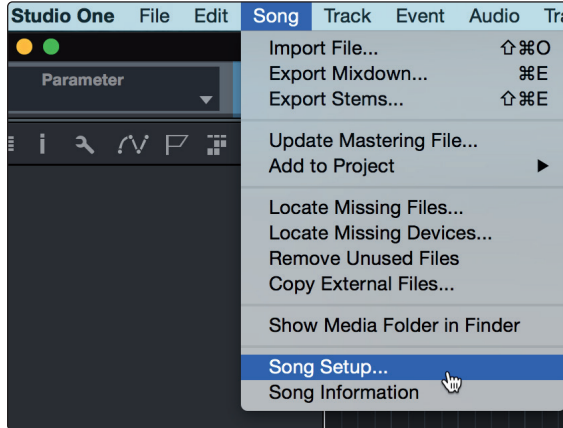 Studio One File Edit Song Track Event Audio Tra
Parameter
Import File... ⇧⌘O
Export Mixdown... ⌘E
Export Stems... ⇧⌘E
Update Mastering File...
Add to Project ▶
Locate Missing Files...
Locate Missing Devices...
Remove Unused Files
Copy External Files...
Show Media Folder in Finder
Song Setup...
Song Information